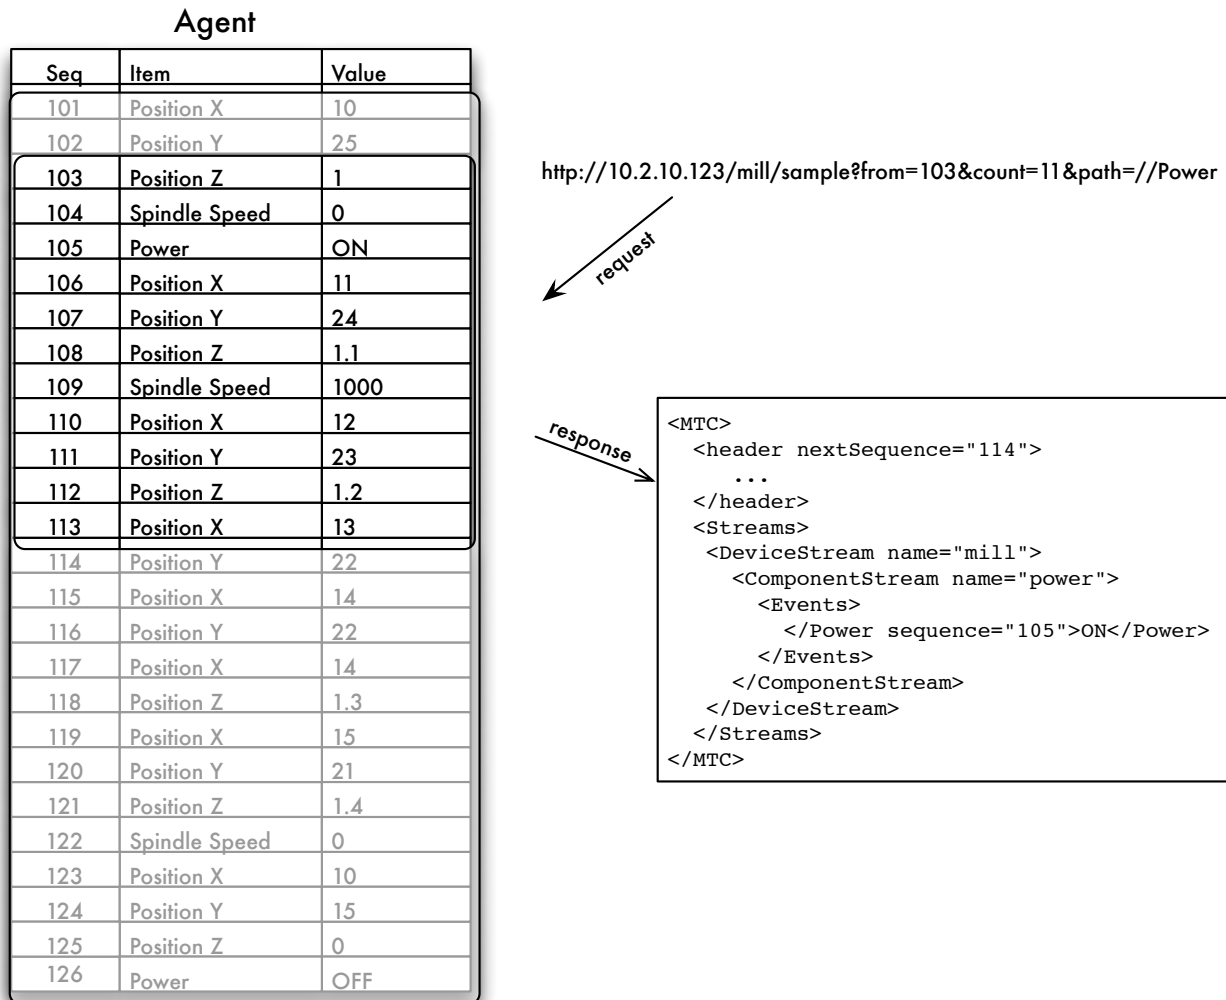 Agent
Seq Item Value
101 Position X 10
102 Position Y 25
103 Position Z 1
104 Spindle Speed 0
105 Power ON
106 Position X 11
107 Position Y 24
108 Position Z 1.1
109 Spindle Speed 1000
110 Position X 12
111 Position Y 23
112 Position Z 1.2
113 Position X 13
114 Position Y 22
115 Position X 14
116 Position Y 22
117 Position X 14
118 Position Z 1.3
119 Position X 15
120 Position Y 21
121 Position Z 1.4
122 Spindle Speed 0
123 Position X 10
124 Position Y 15
125 Position Z 0
126 Power OFF
http://10.2.10.123/mill/sample?from=103&count=11&path=//Power
request
response
<MTC>
<header nextSequence="114">
...
</header>
<Streams>
<DeviceStream name="mill">
<ComponentStream name="power">
<Events>
</Power sequence="105">ON</Power>
</Events>
</ComponentStream>
</DeviceStream>
</Streams>
</MTC>